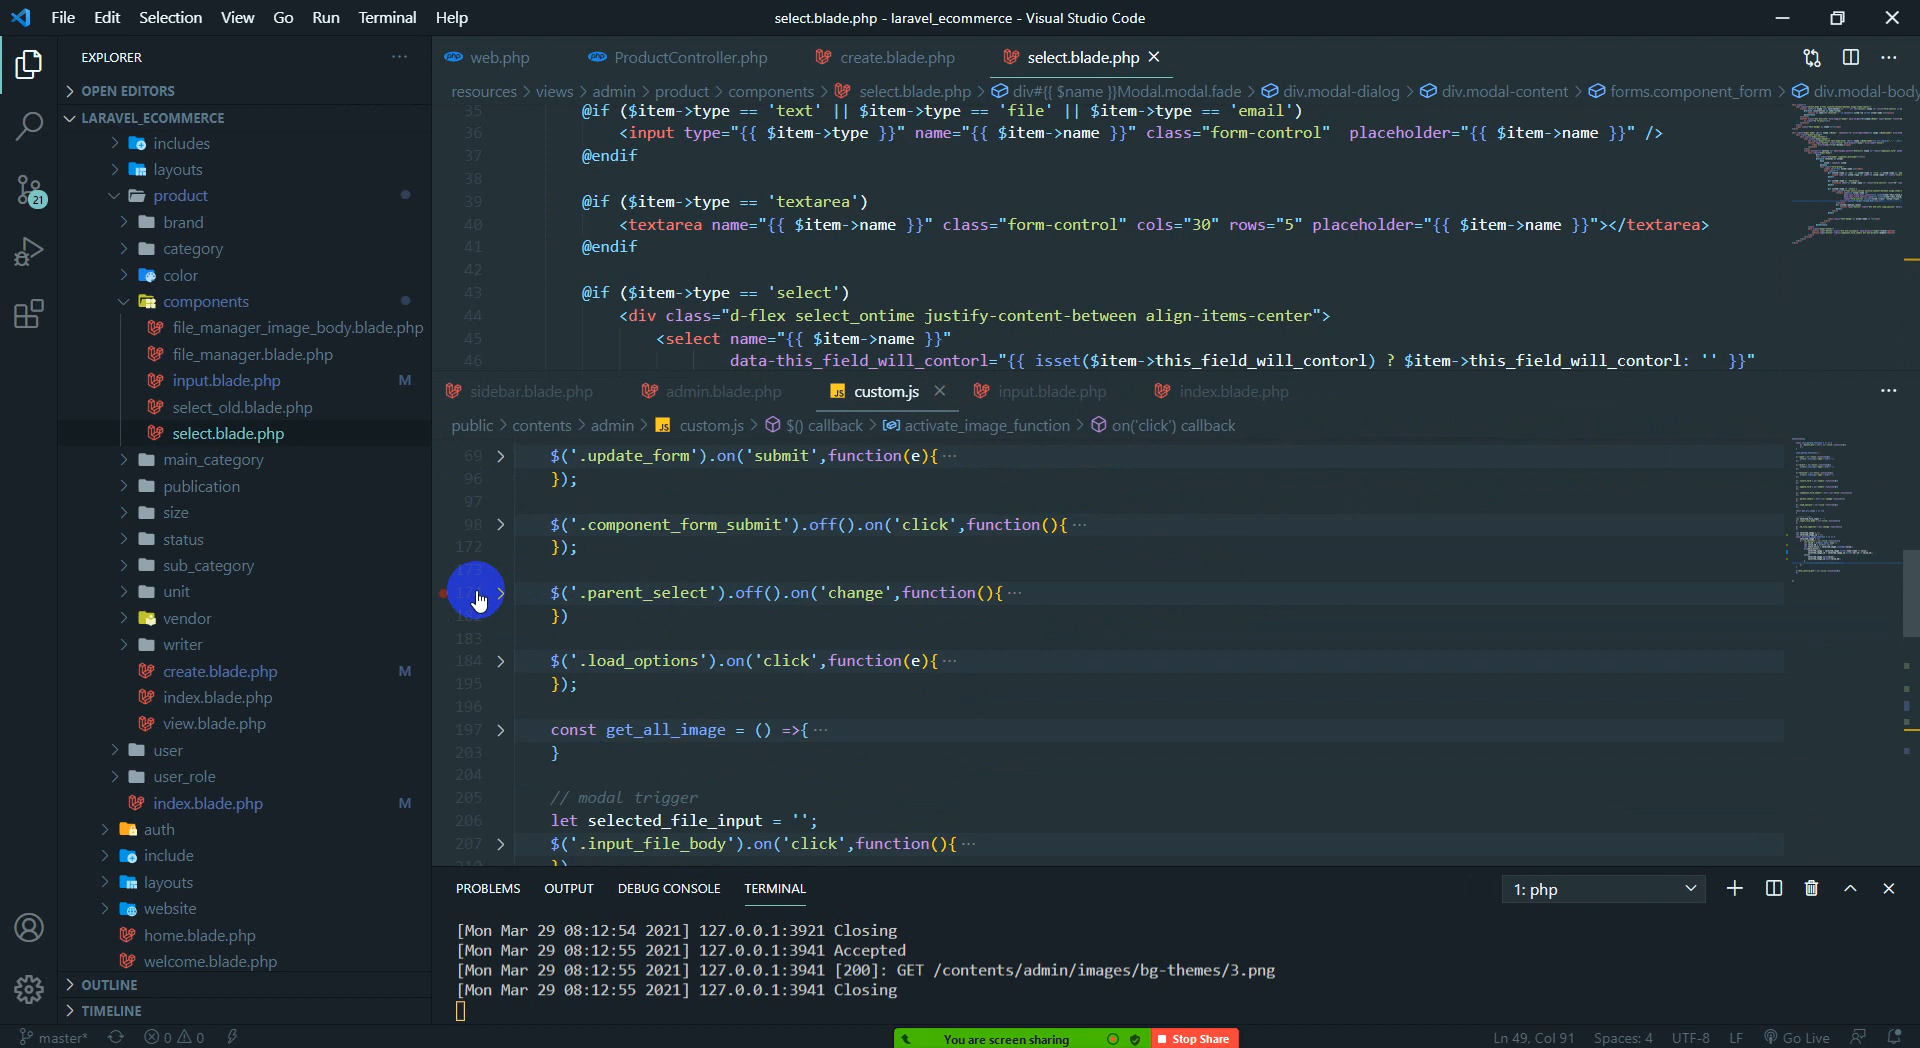 File Edit Selection View Go Run Terminal Help
select.blade.php - laravel_ecommerce - Visual Studio Code
EXPLORER
OPEN EDITORS
LARAVEL_ECOMMERCE
includes
layouts
product
brand
category
color
components
file_manager_image_body.blade.php
file_manager.blade.php
input.blade.php M
select_old.blade.php
select.blade.php
main_category
publication
size
status
sub_category
unit
vendor
writer
create.blade.php M
index.blade.php
view.blade.php
user
user_role
index.blade.php M
auth
include
layouts
website
home.blade.php
welcome.blade.php
OUTLINE
TIMELINE
21
web.php ProductController.php create.blade.php select.blade.php
resources > views > admin > product > components > select.blade.php > div#{{ $name }}Modal.modal.fade > div.modal-dialog > div.modal-content > forms.component_form > div.modal-body
35 @if ($item->type == 'text' || $item->type == 'file' || $item->type == 'email')
36 <input type="{{ $item->type }}" name="{{ $item->name }}" class="form-control" placeholder="{{ $item->name }}" />
37 @endif
38
39 @if ($item->type == 'textarea')
40 <textarea name="{{ $item->name }}" class="form-control" cols="30" rows="5" placeholder="{{ $item->name }}"></textarea>
41 @endif
42
43 @if ($item->type == 'select')
44 <div class="d-flex select_ontime justify-content-between align-items-center">
45 <select name="{{ $item->name }}"
46 data-this_field_will_contorl="{{ isset($item->this_field_will_contorl) ? $item->this_field_will_contorl: '' }}"
sidebar.blade.php admin.blade.php custom.js input.blade.php index.blade.php
public > contents > admin > custom.js > $() callback > activate_image_function > on('click') callback
69 $('.update_form').on('submit',function(e){ ···
96 });
97
98 $('.component_form_submit').off().on('click',function(){ ···
172 });
173
$('.parent_select').off().on('change',function(){ ···
})
183
184 $('.load_options').on('click',function(e){ ···
195 });
196
197 const get_all_image = () =>{ ···
203 }
204
205 // modal trigger
206 let selected_file_input = '';
207 $('.input_file_body').on('click',function(){ ···
PROBLEMS OUTPUT DEBUG CONSOLE TERMINAL
1: php
[Mon Mar 29 08:12:54 2021] 127.0.0.1:3921 Closing
[Mon Mar 29 08:12:55 2021] 127.0.0.1:3941 Accepted
[Mon Mar 29 08:12:55 2021] 127.0.0.1:3941 [200]: GET /contents/admin/images/bg-themes/3.png
[Mon Mar 29 08:12:55 2021] 127.0.0.1:3941 Closing
master* 0 0
You are screen sharing Stop Share
Ln 49, Col 91 Spaces: 4 UTF-8 LF Go Live